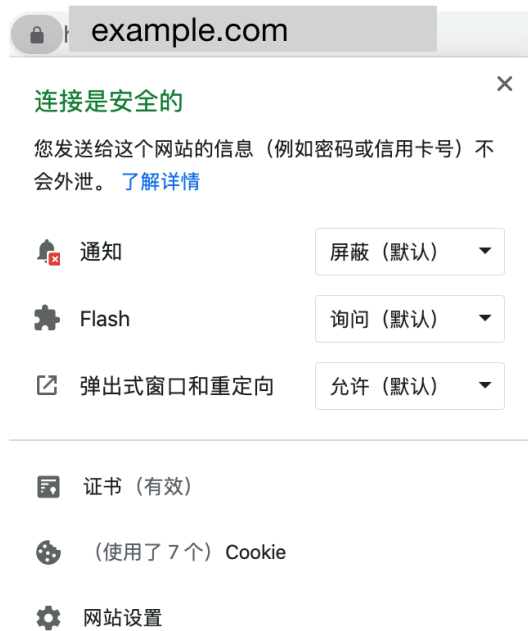 example.com
连接是安全的
您发送给这个网站的信息（例如密码或信用卡号）不
会外泄。 了解详情
通知 屏蔽（默认）
Flash 询问（默认）
弹出式窗口和重定向 允许（默认）
证书（有效）
（使用了 7 个） Cookie
网站设置